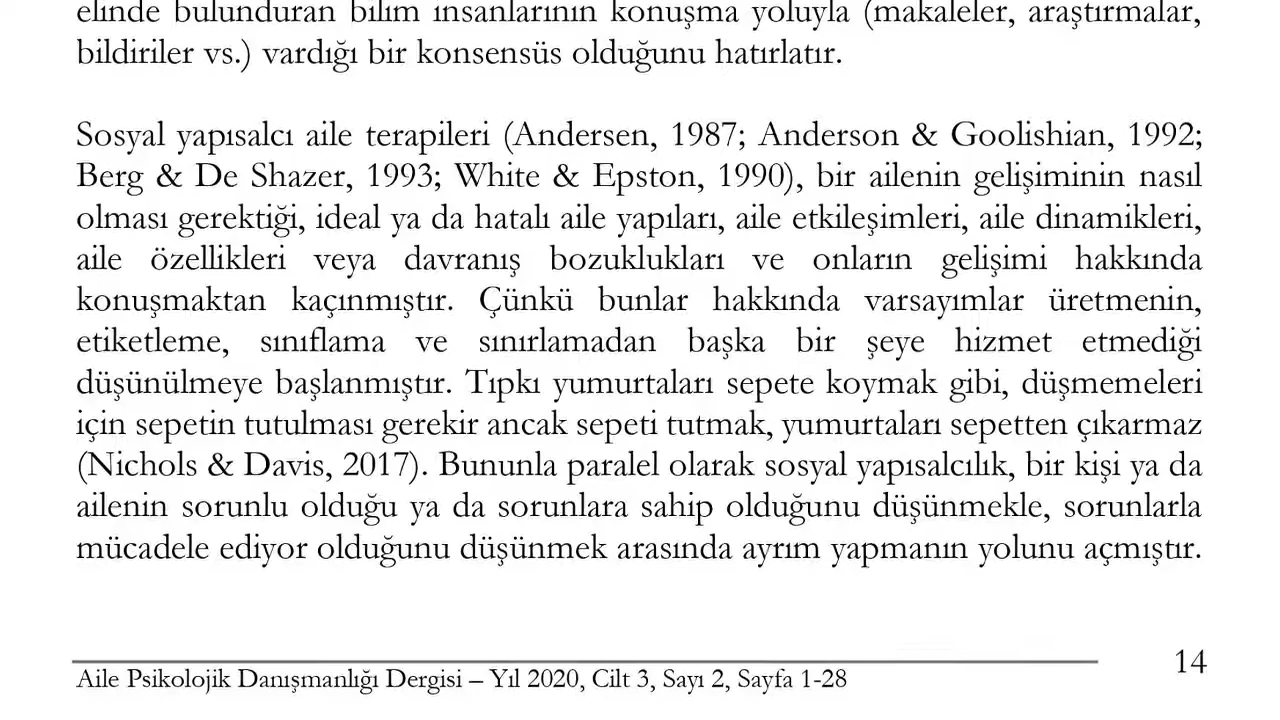 elinde bulunduran bilim insanlarının konuşma yoluyla (makaleler, araştırmalar,
bildiriler vs.) vardığı bir konsensüs olduğunu hatırlatır.
Sosyal yapısalcı aile terapileri (Andersen, 1987; Anderson & Goolishian, 1992;
Berg & De Shazer, 1993; White & Epston, 1990), bir ailenin gelişiminin nasıl
olması gerektiği, ideal ya da hatalı aile yapıları, aile etkileşimleri, aile dinamikleri,
aile özellikleri veya davranış bozuklukları ve onların gelişimi hakkında
konuşmaktan kaçınmıştır. Çünkü bunlar hakkında varsayımlar üretmenin,
etiketleme, sınıflama ve sınırlamadan başka bir şeye hizmet etmediği
düşünülmeye başlanmıştır. Tıpkı yumurtaları sepete koymak gibi, düşmemeleri
için sepetin tutulması gerekir ancak sepeti tutmak, yumurtaları sepetten çıkarmaz
(Nichols & Davis, 2017). Bununla paralel olarak sosyal yapısalcılık, bir kişi ya da
ailenin sorunlu olduğu ya da sorunlara sahip olduğunu düşünmekle, sorunlarla
mücadele ediyor olduğunu düşünmek arasında ayrım yapmanın yolunu açmıştır.
14
Aile Psikolojik Danışmanlığı Dergisi – Yıl 2020, Cilt 3, Sayı 2, Sayfa 1-28